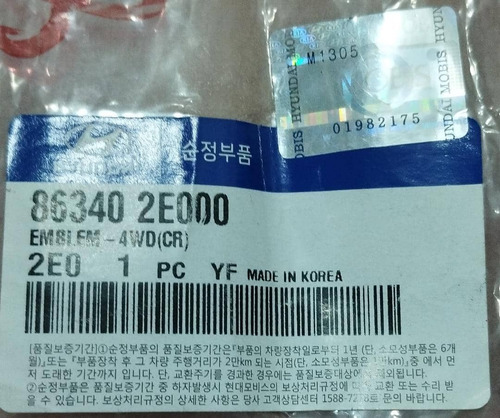 M1305
HYUNDAI MOBIS HYUN
NDAI MOBIS HYUN
01982175
순정부품
86340 2E000
EMBLEM-4WD(CR)
2E0 1 PC YF MADE IN KOREA
[품질보증기간]①순정부품의 품질보증기간은『부품의 차량장착일로부터 1년 (단, 소모성부품은 6개
월)』또는 『부품장착 후 그 차량 주행거리가 2만km 되는 시점(단, 소모성부품은 』중 에서 먼
저 도래한 기간까지 입니다. 단, 교환주기를 경과한 경우에는 품질보증대상에 제외됩니다.
②순정부품은 품질보증기간 중 하자발생시 현대모비스의 보상처리규정에 교환 또는 수리 받
을 수 있습니다. 보상처리규정의 상세한 사항은 당사 고객상담센터 1588-7278로 문의 바랍니다.